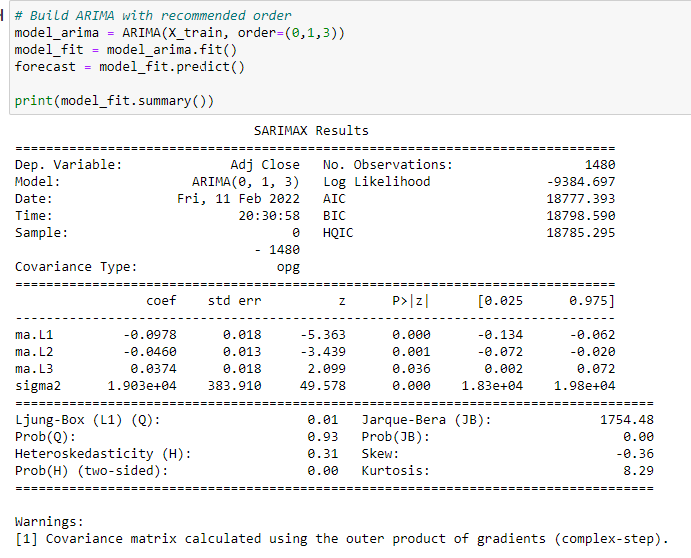 # Build ARIMA with recommended order
model_arima = ARIMA(X_train, order=(0,1,3))
model_fit = model_arima.fit()
forecast = model_fit.predict()
print(model_fit.summary())
SARIMAX Results
==============================================================================
Dep. Variable: Adj Close No. Observations: 1480
Model: ARIMA(0, 1, 3) Log Likelihood -9384.697
Date: Fri, 11 Feb 2022 AIC 18777.393
Time: 20:30:58 BIC 18798.590
Sample: 0 HQIC 18785.295
- 1480
Covariance Type: opg
==============================================================================
coef std err z P>|z| [0.025 0.975]
------------------------------------------------------------------------------
ma.L1 -0.0978 0.018 -5.363 0.000 -0.134 -0.062
ma.L2 -0.0460 0.013 -3.439 0.001 -0.072 -0.020
ma.L3 0.0374 0.018 2.099 0.036 0.002 0.072
sigma2 1.903e+04 383.910 49.578 0.000 1.83e+04 1.98e+04
===================================================================================
Ljung-Box (L1) (Q): 0.01 Jarque-Bera (JB): 1754.48
Prob(Q): 0.93 Prob(JB): 0.00
Heteroskedasticity (H): 0.31 Skew: -0.36
Prob(H) (two-sided): 0.00 Kurtosis: 8.29
===================================================================================
Warnings:
[1] Covariance matrix calculated using the outer product of gradients (complex-step).